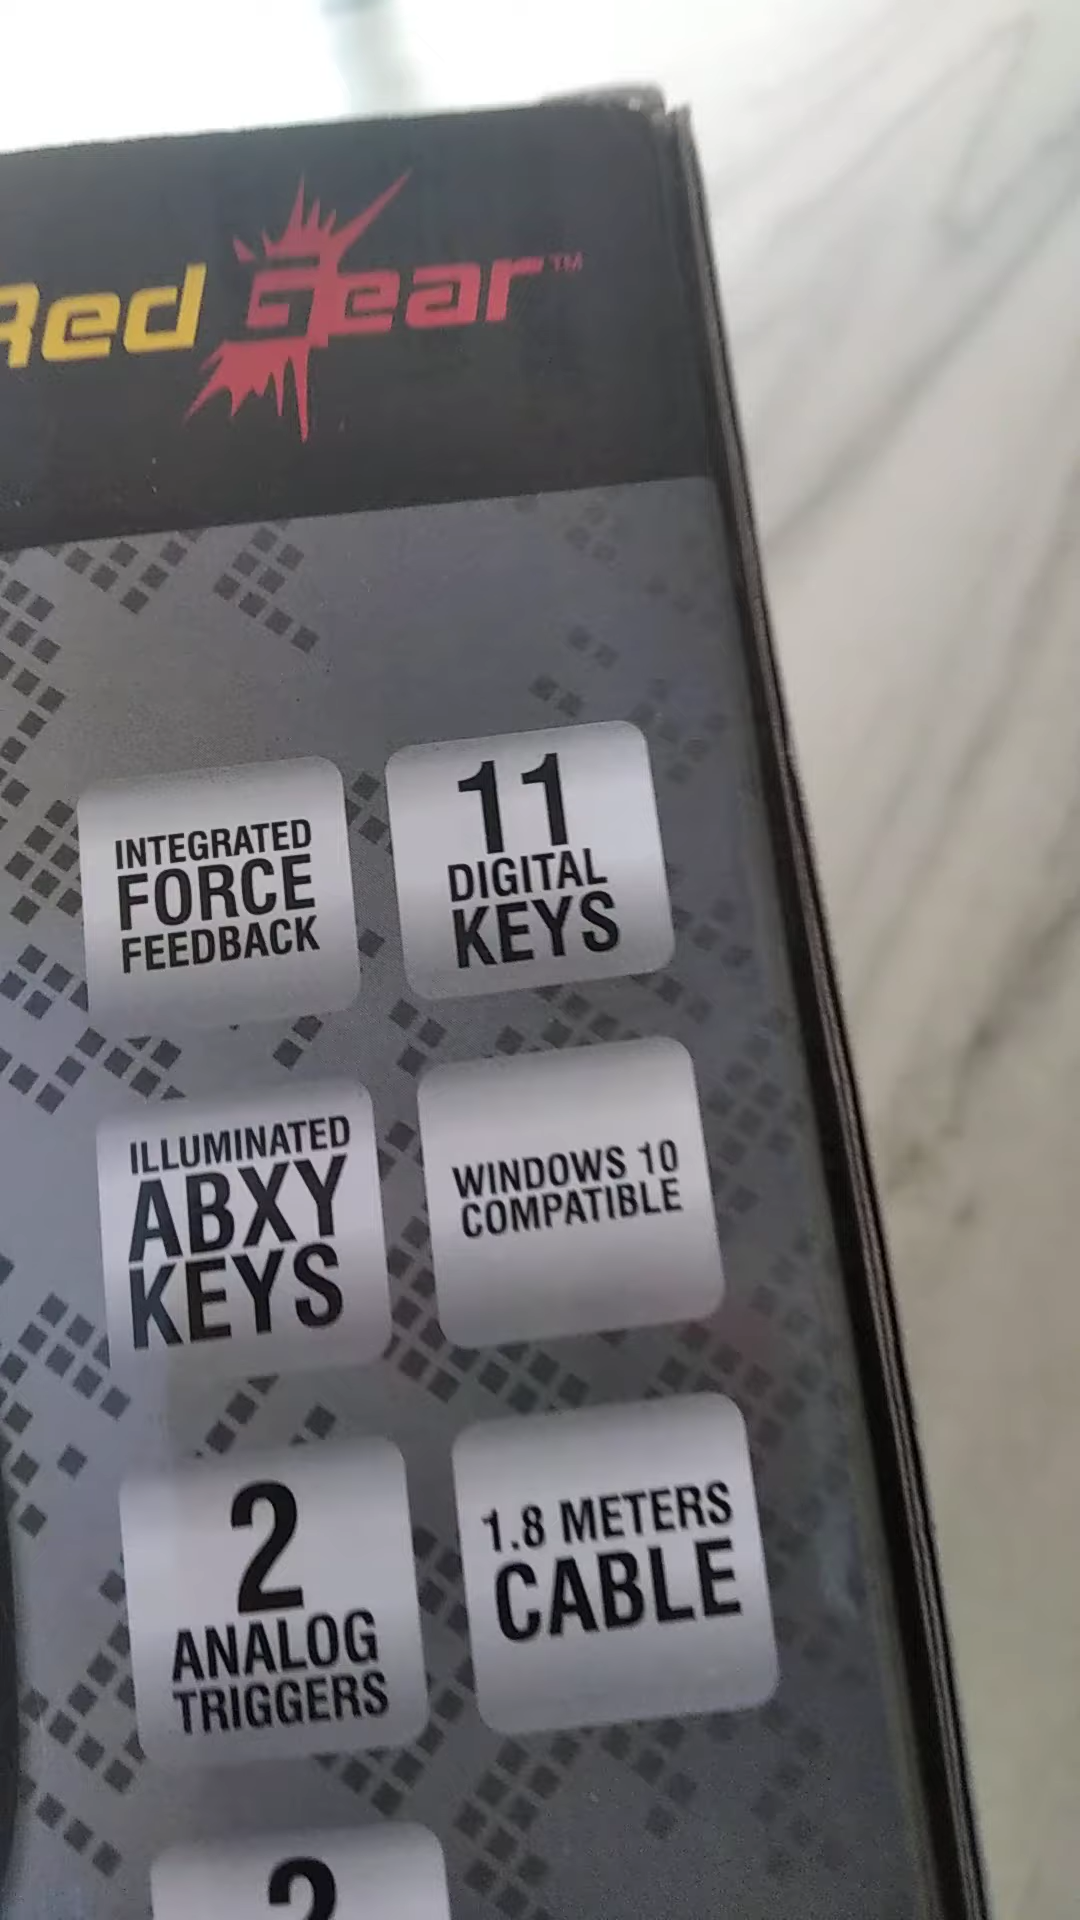 Red Gear™
INTEGRATED
FORCE
FEEDBACK
11
DIGITAL
KEYS
ILLUMINATED
ABXY
KEYS
WINDOWS 10
COMPATIBLE
2
ANALOG
TRIGGERS
1.8 METERS
CABLE
2